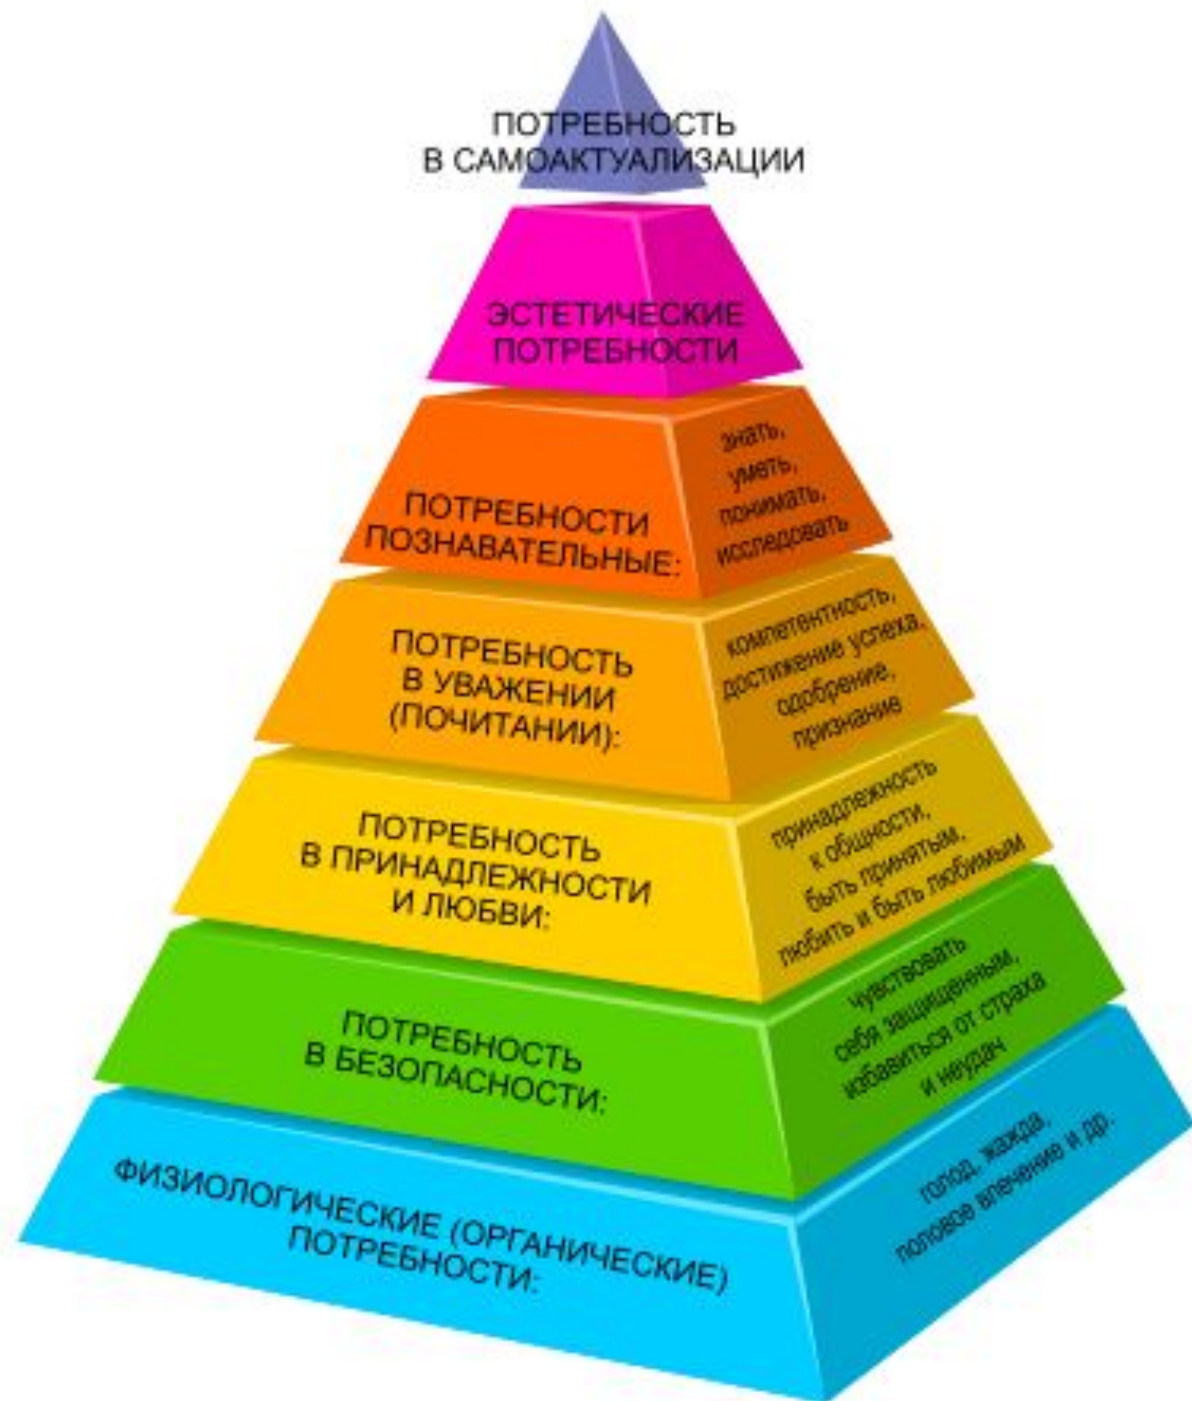 ПОТРЕБНОСТЬ
В САМОАКТУАЛИЗАЦИИ
ЭСТЕТИЧЕСКИЕ
ПОТРЕБНОСТИ
ПОТРЕБНОСТИ
ПОЗНАВАТЕЛЬНЫЕ:
знать,
уметь,
понимать,
исследовать
ПОТРЕБНОСТЬ
В УВАЖЕНИИ
(ПОЧИТАНИИ):
компетентность,
достижение успеха,
одобрение,
признание
ПОТРЕБНОСТЬ
В ПРИНАДЛЕЖНОСТИ
И ЛЮБВИ:
принадлежность
к общности,
быть принятым,
любить и быть любимым
ПОТРЕБНОСТЬ
В БЕЗОПАСНОСТИ:
чувствовать
себя защищенным,
избавиться от страха
и неудач
ФИЗИОЛОГИЧЕСКИЕ (ОРГАНИЧЕСКИЕ)
ПОТРЕБНОСТИ:
голод, жажда,
половое влечение и др.